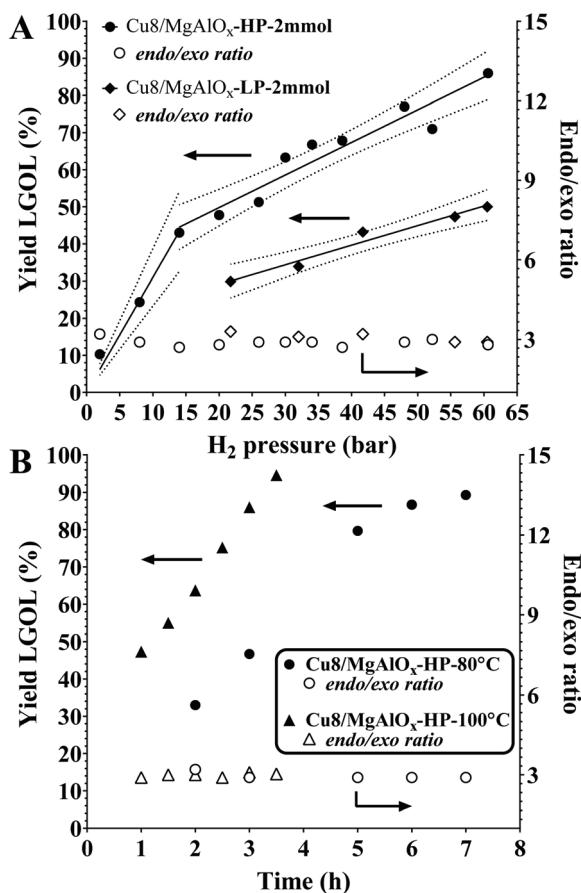 A
Cu8/MgAlOₓ-HP-2mmol
endo/exo ratio
Cu8/MgAlOₓ-LP-2mmol
endo/exo ratio
Yield LGOL (%)
100
90
80
70
60
50
40
30
20
10
0
15
12
9
6
3
0
Endo/exo ratio
0 5 10 15 20 25 30 35 40 45 50 55 60 65
H₂ pressure (bar)
B
Yield LGOL (%)
100
90
80
70
60
50
40
30
20
10
0
15
12
9
6
3
Endo/exo ratio
Cu8/MgAlOₓ-HP-80°C
endo/exo ratio
Cu8/MgAlOₓ-HP-100°C
endo/exo ratio
0 1 2 3 4 5 6 7 8
Time (h)